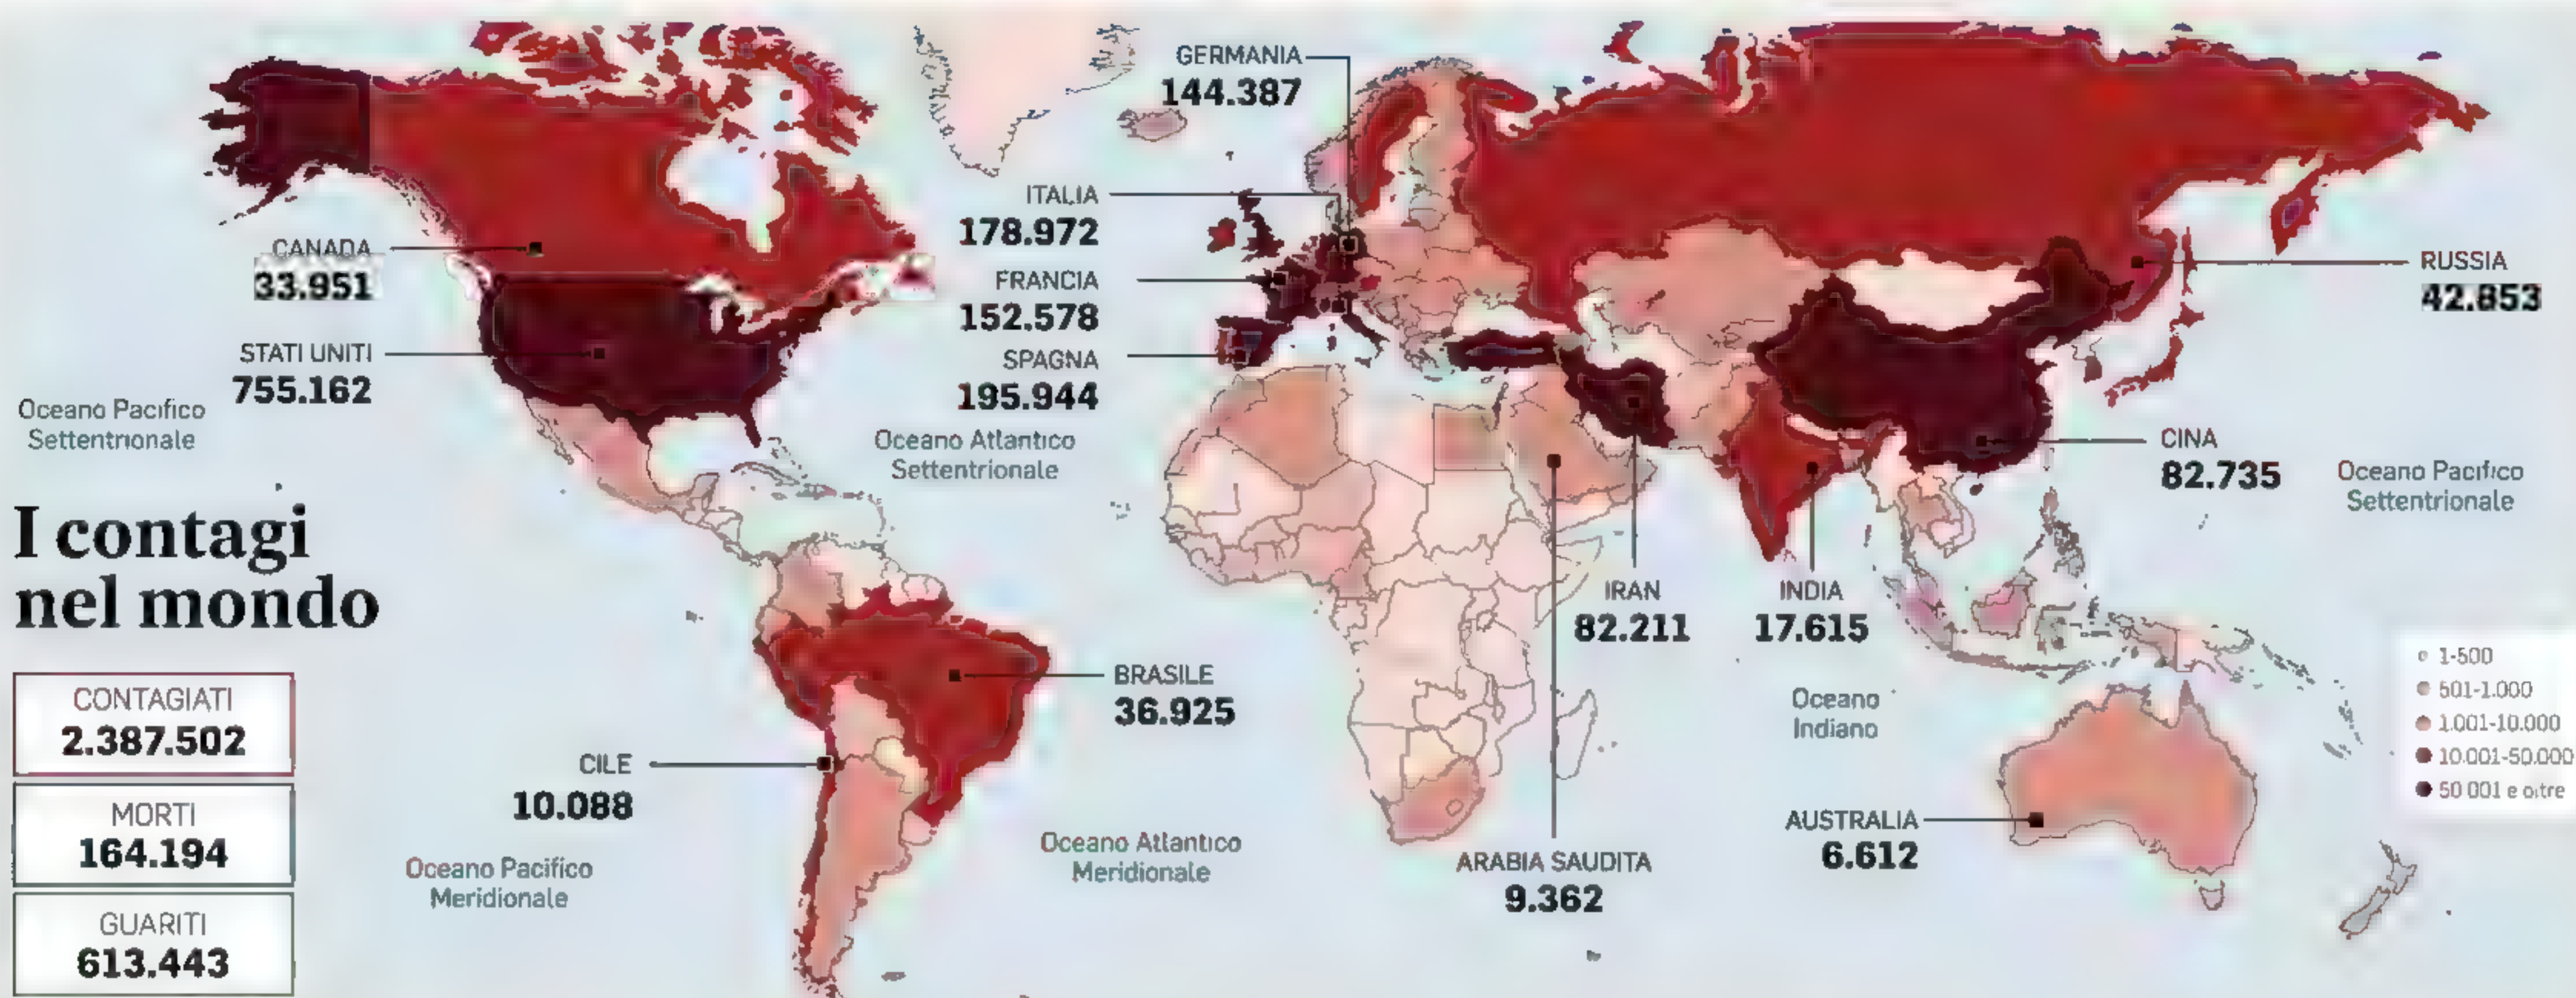 I contagi
nel mondo
CONTAGIATI
2.387.502
MORTI
164.194
GUARITI
613.443
CANADA
33.951
STATI UNITI
755.162
Oceano Pacifico
Settentrionale
GERMANIA
144.387
ITALIA
178.972
FRANCIA
152.578
SPAGNA
195.944
Oceano Atlantico
Settentrionale
RUSSIA
42.853
CINA
82.735
Oceano Pacifico
Settentrionale
IRAN
82.211
INDIA
17.615
BRASILE
36.925
CILE
10.088
Oceano Pacifico
Meridionale
Oceano Atlantico
Meridionale
ARABIA SAUDITA
9.362
Oceano
Indiano
AUSTRALIA
6.612
1-500
501-1.000
1.001-10.000
10.001-50.000
50 001 e oltre